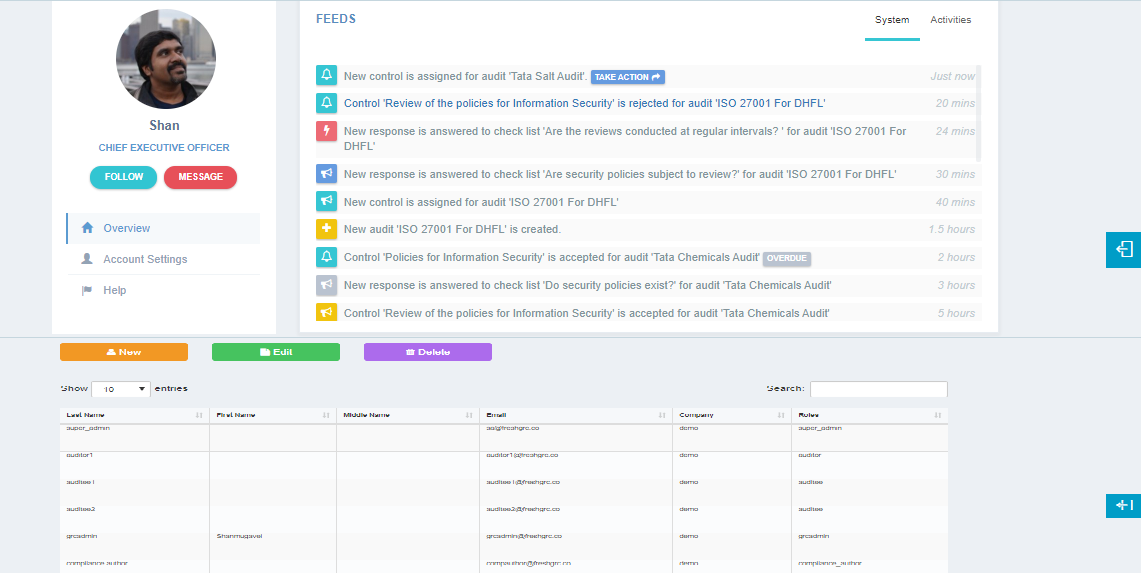 Shan
CHIEF EXECUTIVE OFFICER
FOLLOW MESSAGE
Overview
Account Settings
Help
FEEDS
System Activities
New control is assigned for audit 'Tata Salt Audit'. TAKE ACTION Just now
Control 'Review of the policies for Information Security' is rejected for audit 'ISO 27001 For DHFL' 20 mins
New response is answered to check list 'Are the reviews conducted at regular intervals? ' for audit 'ISO 27001 For 24 mins
DHFL'
New response is answered to check list 'Are security policies subject to review?' for audit 'ISO 27001 For DHFL' 30 mins
New control is assigned for audit 'ISO 27001 For DHFL' 40 mins
New audit 'ISO 27001 For DHFL' is created. 1.5 hours
Control 'Policies for Information Security' is accepted for audit 'Tata Chemicals Audit' OVERDUE 2 hours
New response is answered to check list 'Do security policies exist?' for audit 'Tata Chemicals Audit' 3 hours
Control 'Review of the policies for Information Security' is accepted for audit 'Tata Chemicals Audit' 5 hours
New Edit Delete
Show 10 entries Search:
Last Name First Name Middle Name Email Company Roles
super_admin sa@freshgrc.co demo super_admin
auditor1 auditor1@freshgrc.co demo auditor
auditee1 auditee1@freshgrc.co demo auditee
auditee2 auditee2@freshgrc.co demo auditee
grcadmin Shanmugavel grcadmin@freshgrc.co demo grcadmin
compliance author compauthor@freshgrc.co demo compliance_author